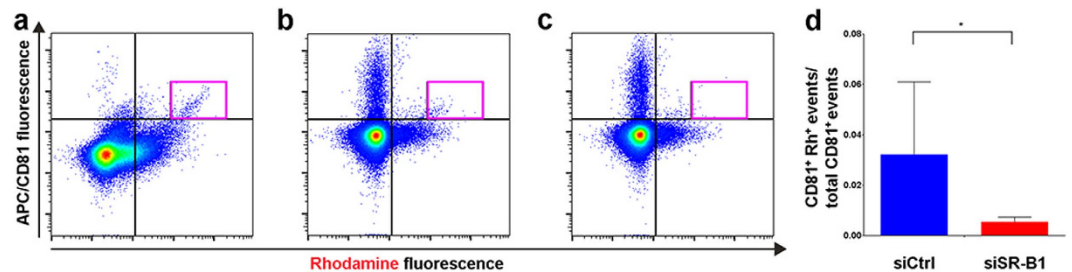 a
b
c
d
APC/CD81 fluorescence
Rhodamine fluorescence
CD81⁺ Rh⁺ events/
total CD81⁺ events
0.08
*
0.06
0.04
0.02
0.00
siCtrl
siSR-B1